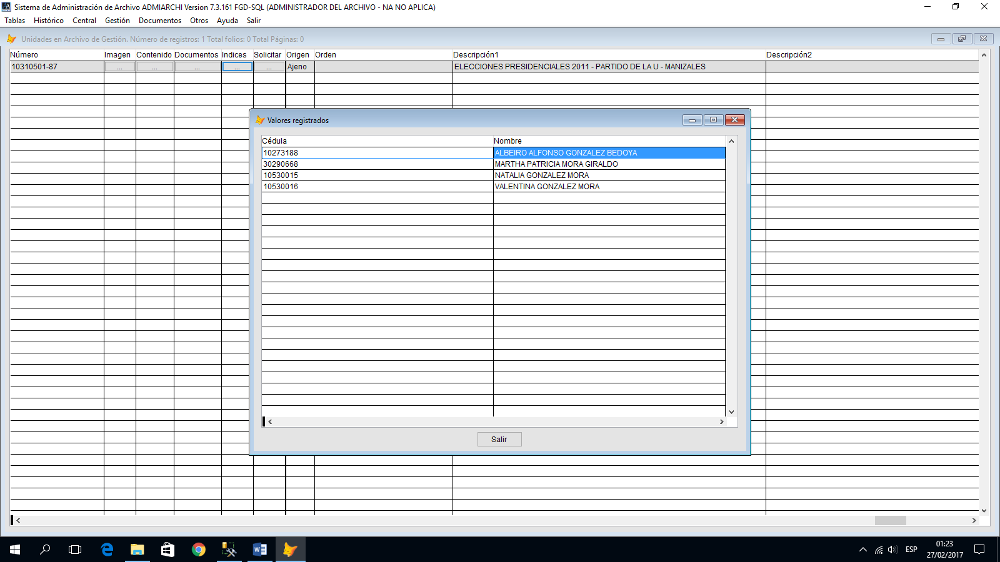 Sistema de Administración de Archivo ADMIARCHI Version 7.3.161 FGD-SQL (ADMINISTRADOR DEL ARCHIVO - NA NO APLICA)
Tablas Histórico Central Gestión Documentos Otros Ayuda Salir
Unidades en Archivo de Gestión. Número de registros: 1 Total folios: 0 Total Páginas: 0
Número Imagen Contenido Documentos Indices Solicitar Origen Orden Descripción1 Descripción2
10310501-87 ... ... ... ... ... Ajeno ELECCIONES PRESIDENCIALES 2011 - PARTIDO DE LA U - MANIZALES
Valores registrados
Cédula Nombre
10273188 ALBEIRO ALFONSO GONZALEZ BEDOYA
30290668 MARTHA PATRICIA MORA GIRALDO
10530015 NATALIA GONZALEZ MORA
10530016 VALENTINA GONZALEZ MORA
Salir
ESP
01:23
27/02/2017